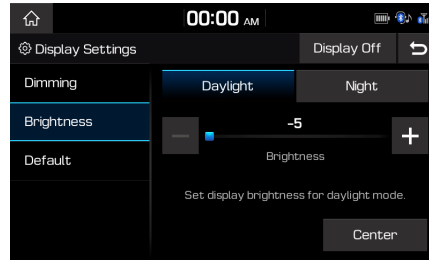 00:00 AM
Display Settings
Display Off
Dimming
Daylight
Night
Brightness
-5
Brightness
Default
Set display brightness for daylight mode.
Center